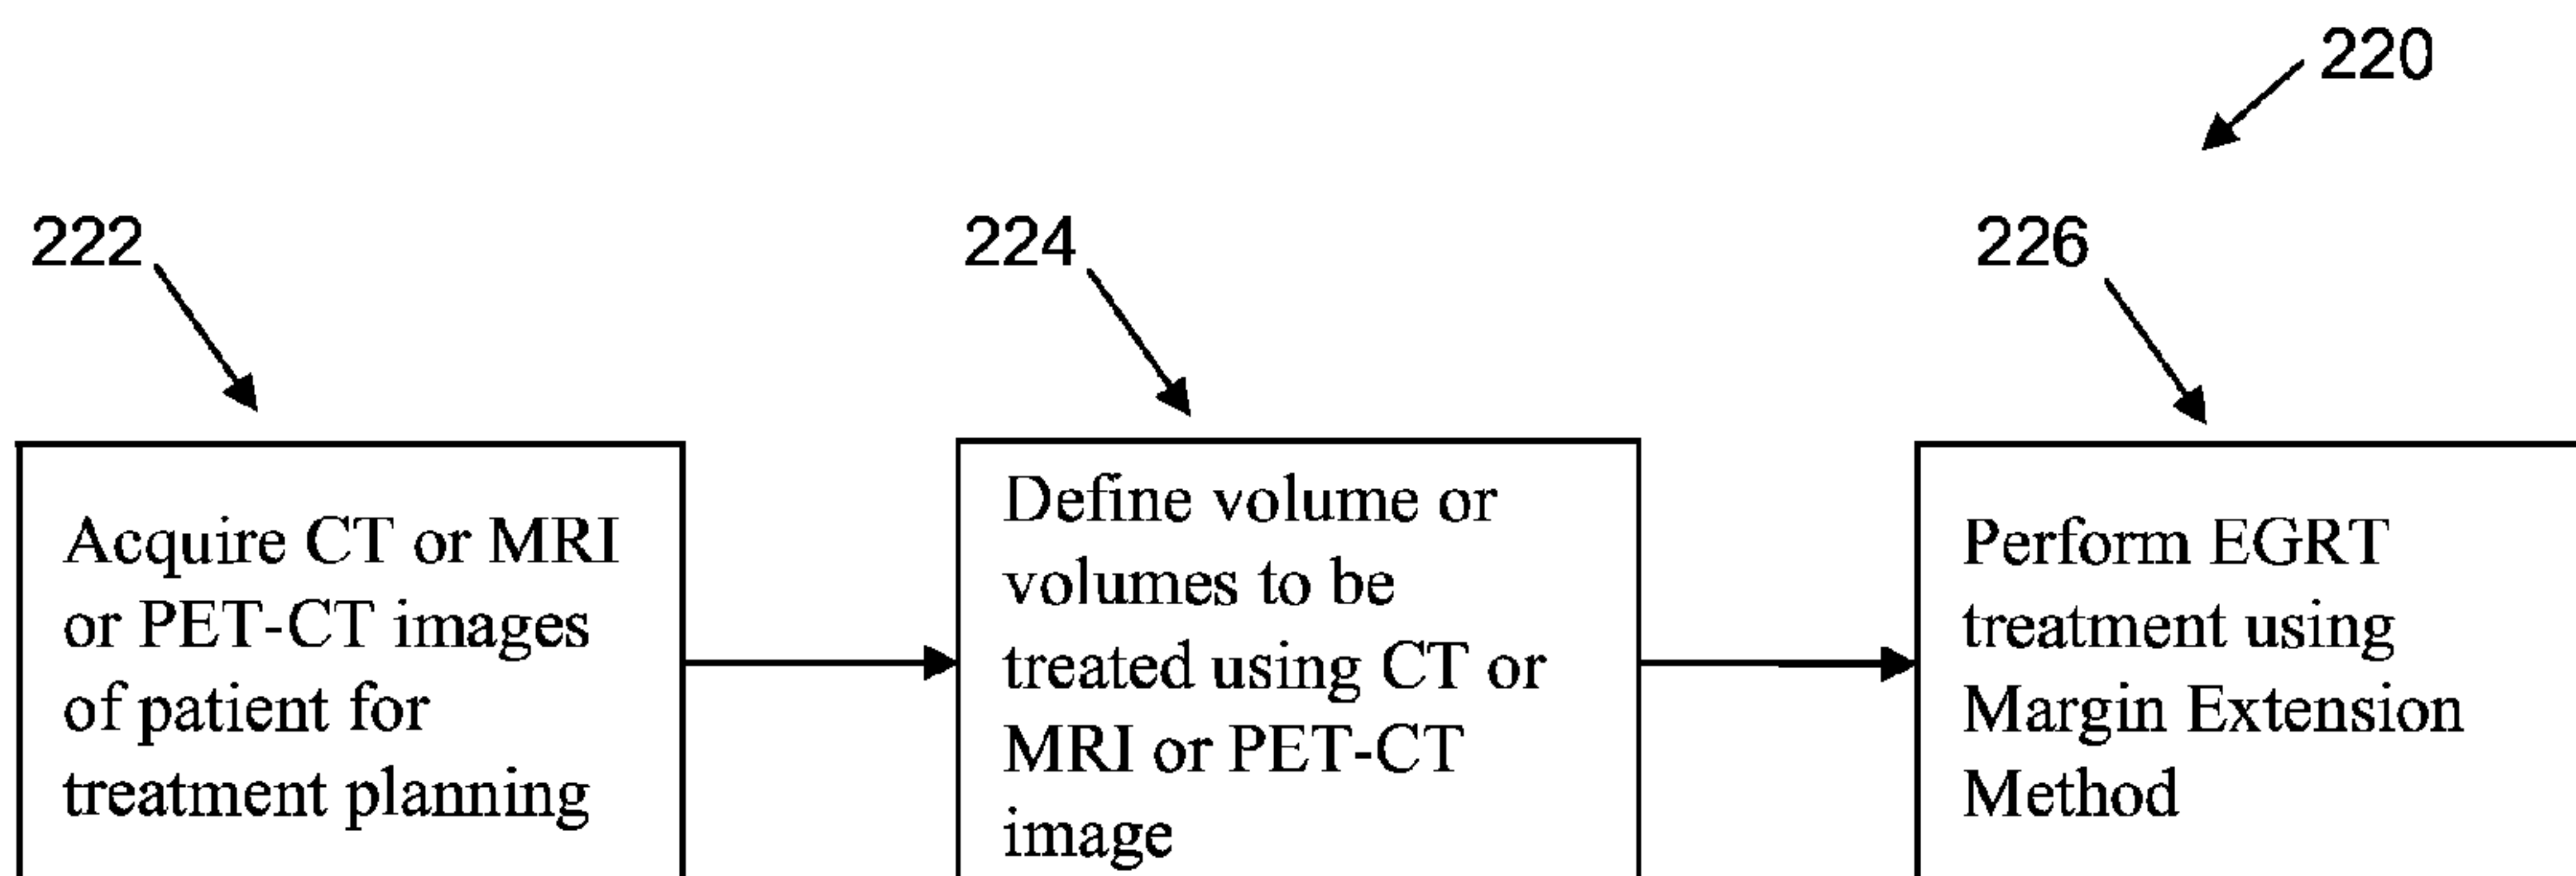 220
222
224
226
Acquire CT or MRI
or PET-CT images
of patient for
treatment planning
Define volume or
volumes to be
treated using CT or
MRI or PET-CT
image
Perform EGRT
treatment using
Margin Extension
Method